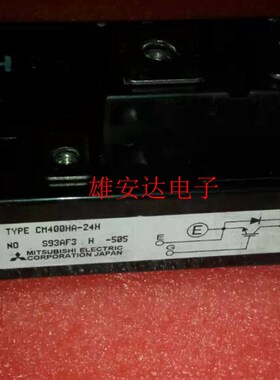 雄安达电子
TYPE CM400HA-24H
NO S93AF3 H -505
MITSUBISHI ELECTRIC
CORPORATION JAPAN
E
E
G